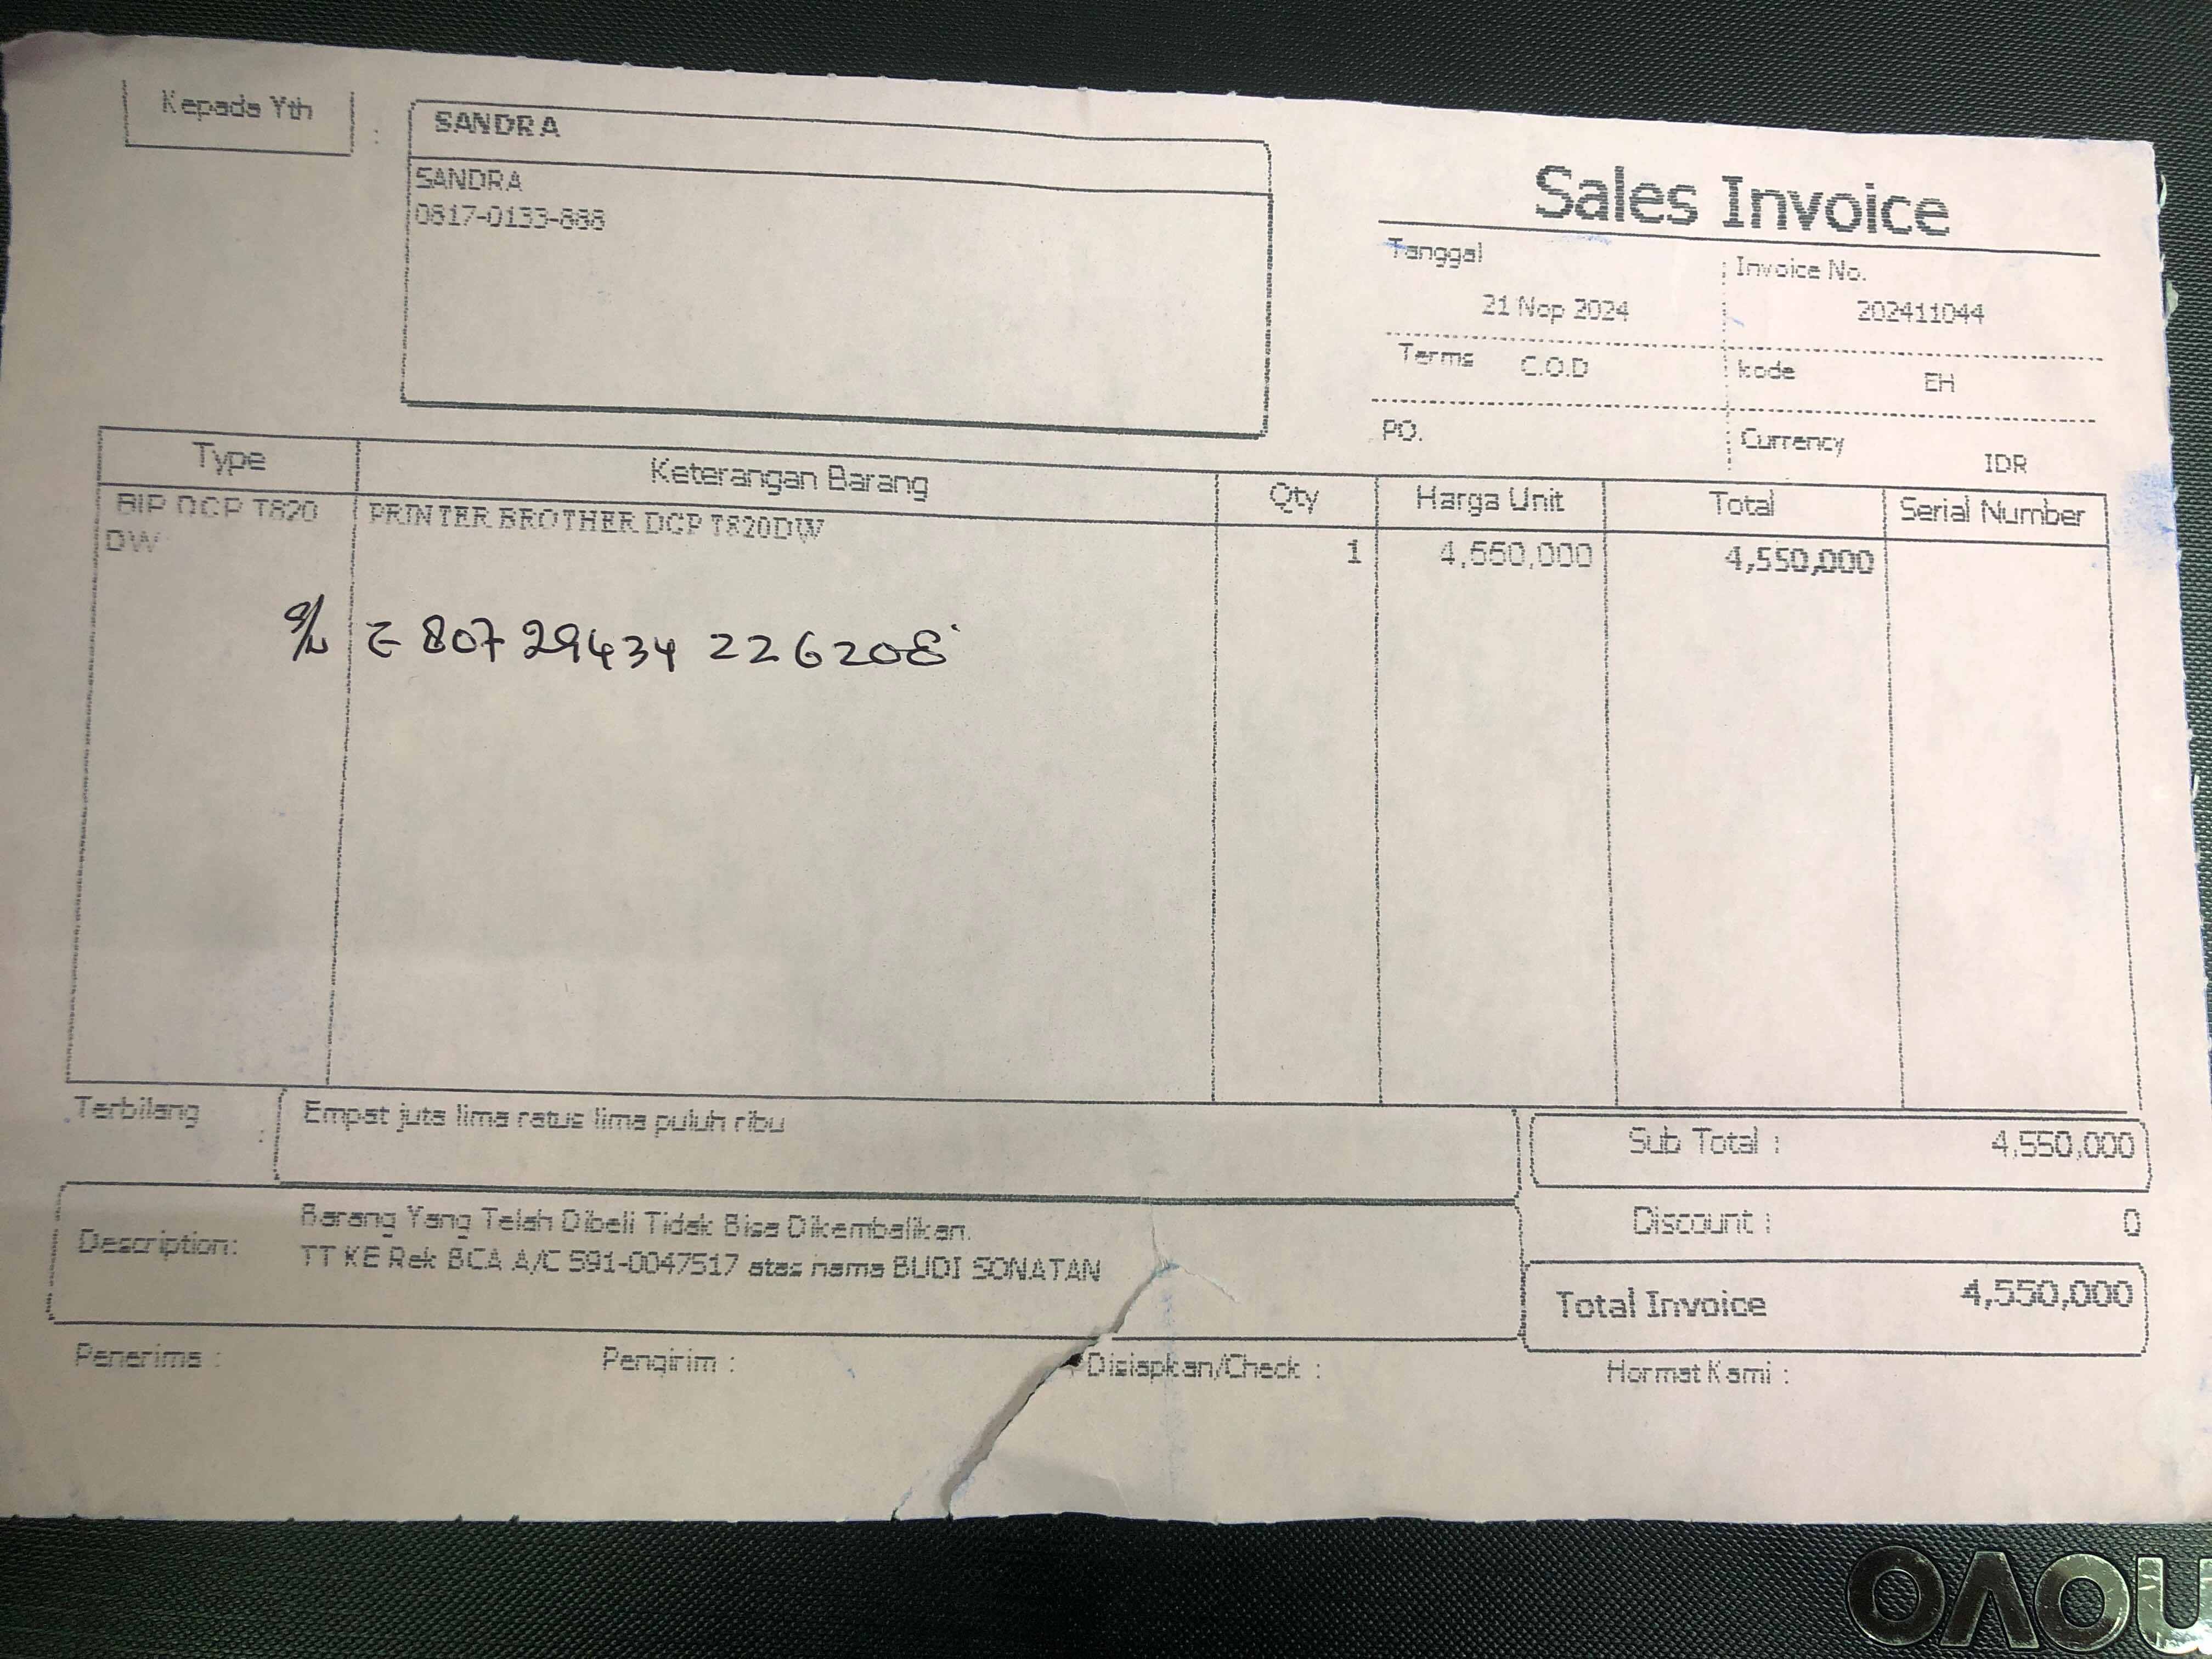 Kepada Yth :
SANDRA
SANDRA
0817-0133-888
Sales Invoice
Tanggal
21 Nop 2024
Invoice No.
202411044
Terms C.O.D
kode EH
PO.
Currency IDR
Type Keterangan Barang Qty Harga Unit Total Serial Number
BIP DCP T820 DW PRINTER BROTHER DCP T820DW 1 4,550,000 4,550,000
S/N E 807 29434 226208
Terbilang : Empat juta lima ratus lima puluh ribu
Sub Total : 4,550,000
Discount : 0
Total Invoice 4,550,000
Description: Barang Yang Telah Dibeli Tidak Bisa Dikembalikan.
TT KE Rek BCA A/C 591-0047517 atas nama BUDI SONATAN
Penerima : Pengirim : Disiapkan/Check : Hormat Kami :
novo